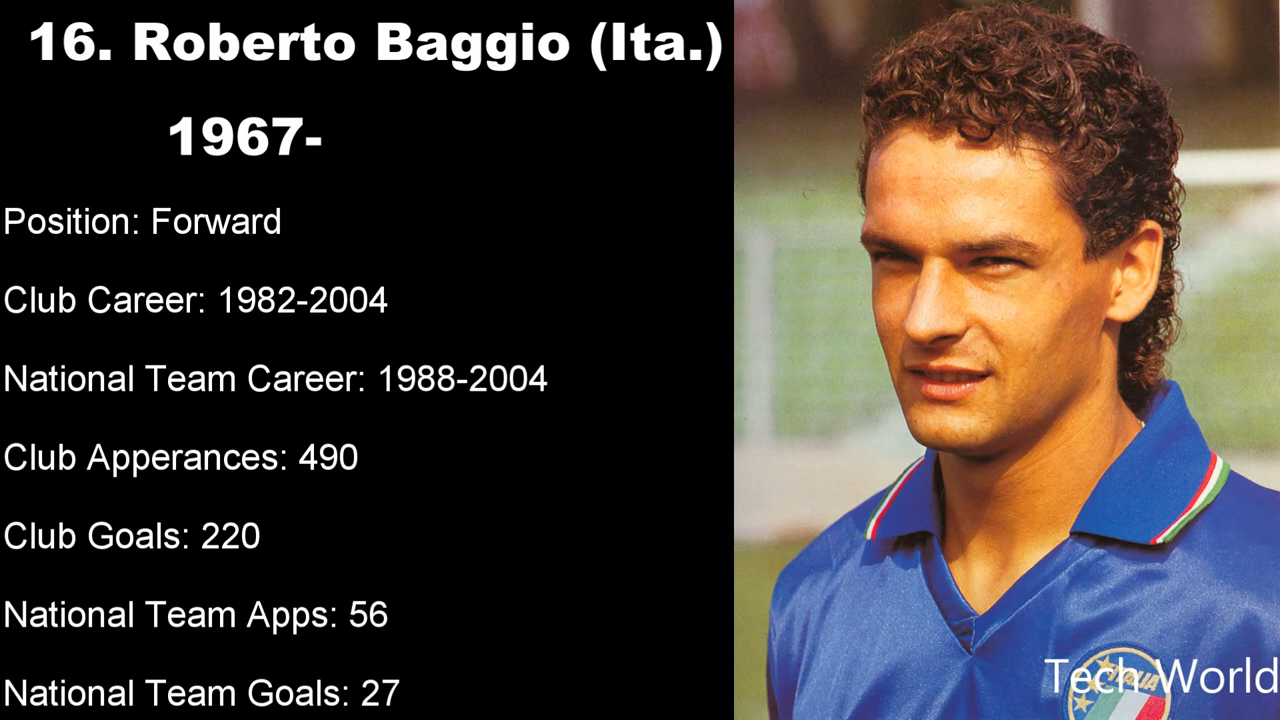 16. Roberto Baggio (Ita.)
1967-
Position: Forward
Club Career: 1982-2004
National Team Career: 1988-2004
Club Apperances: 490
Club Goals: 220
National Team Apps: 56
National Team Goals: 27
ITALIA
Tech World